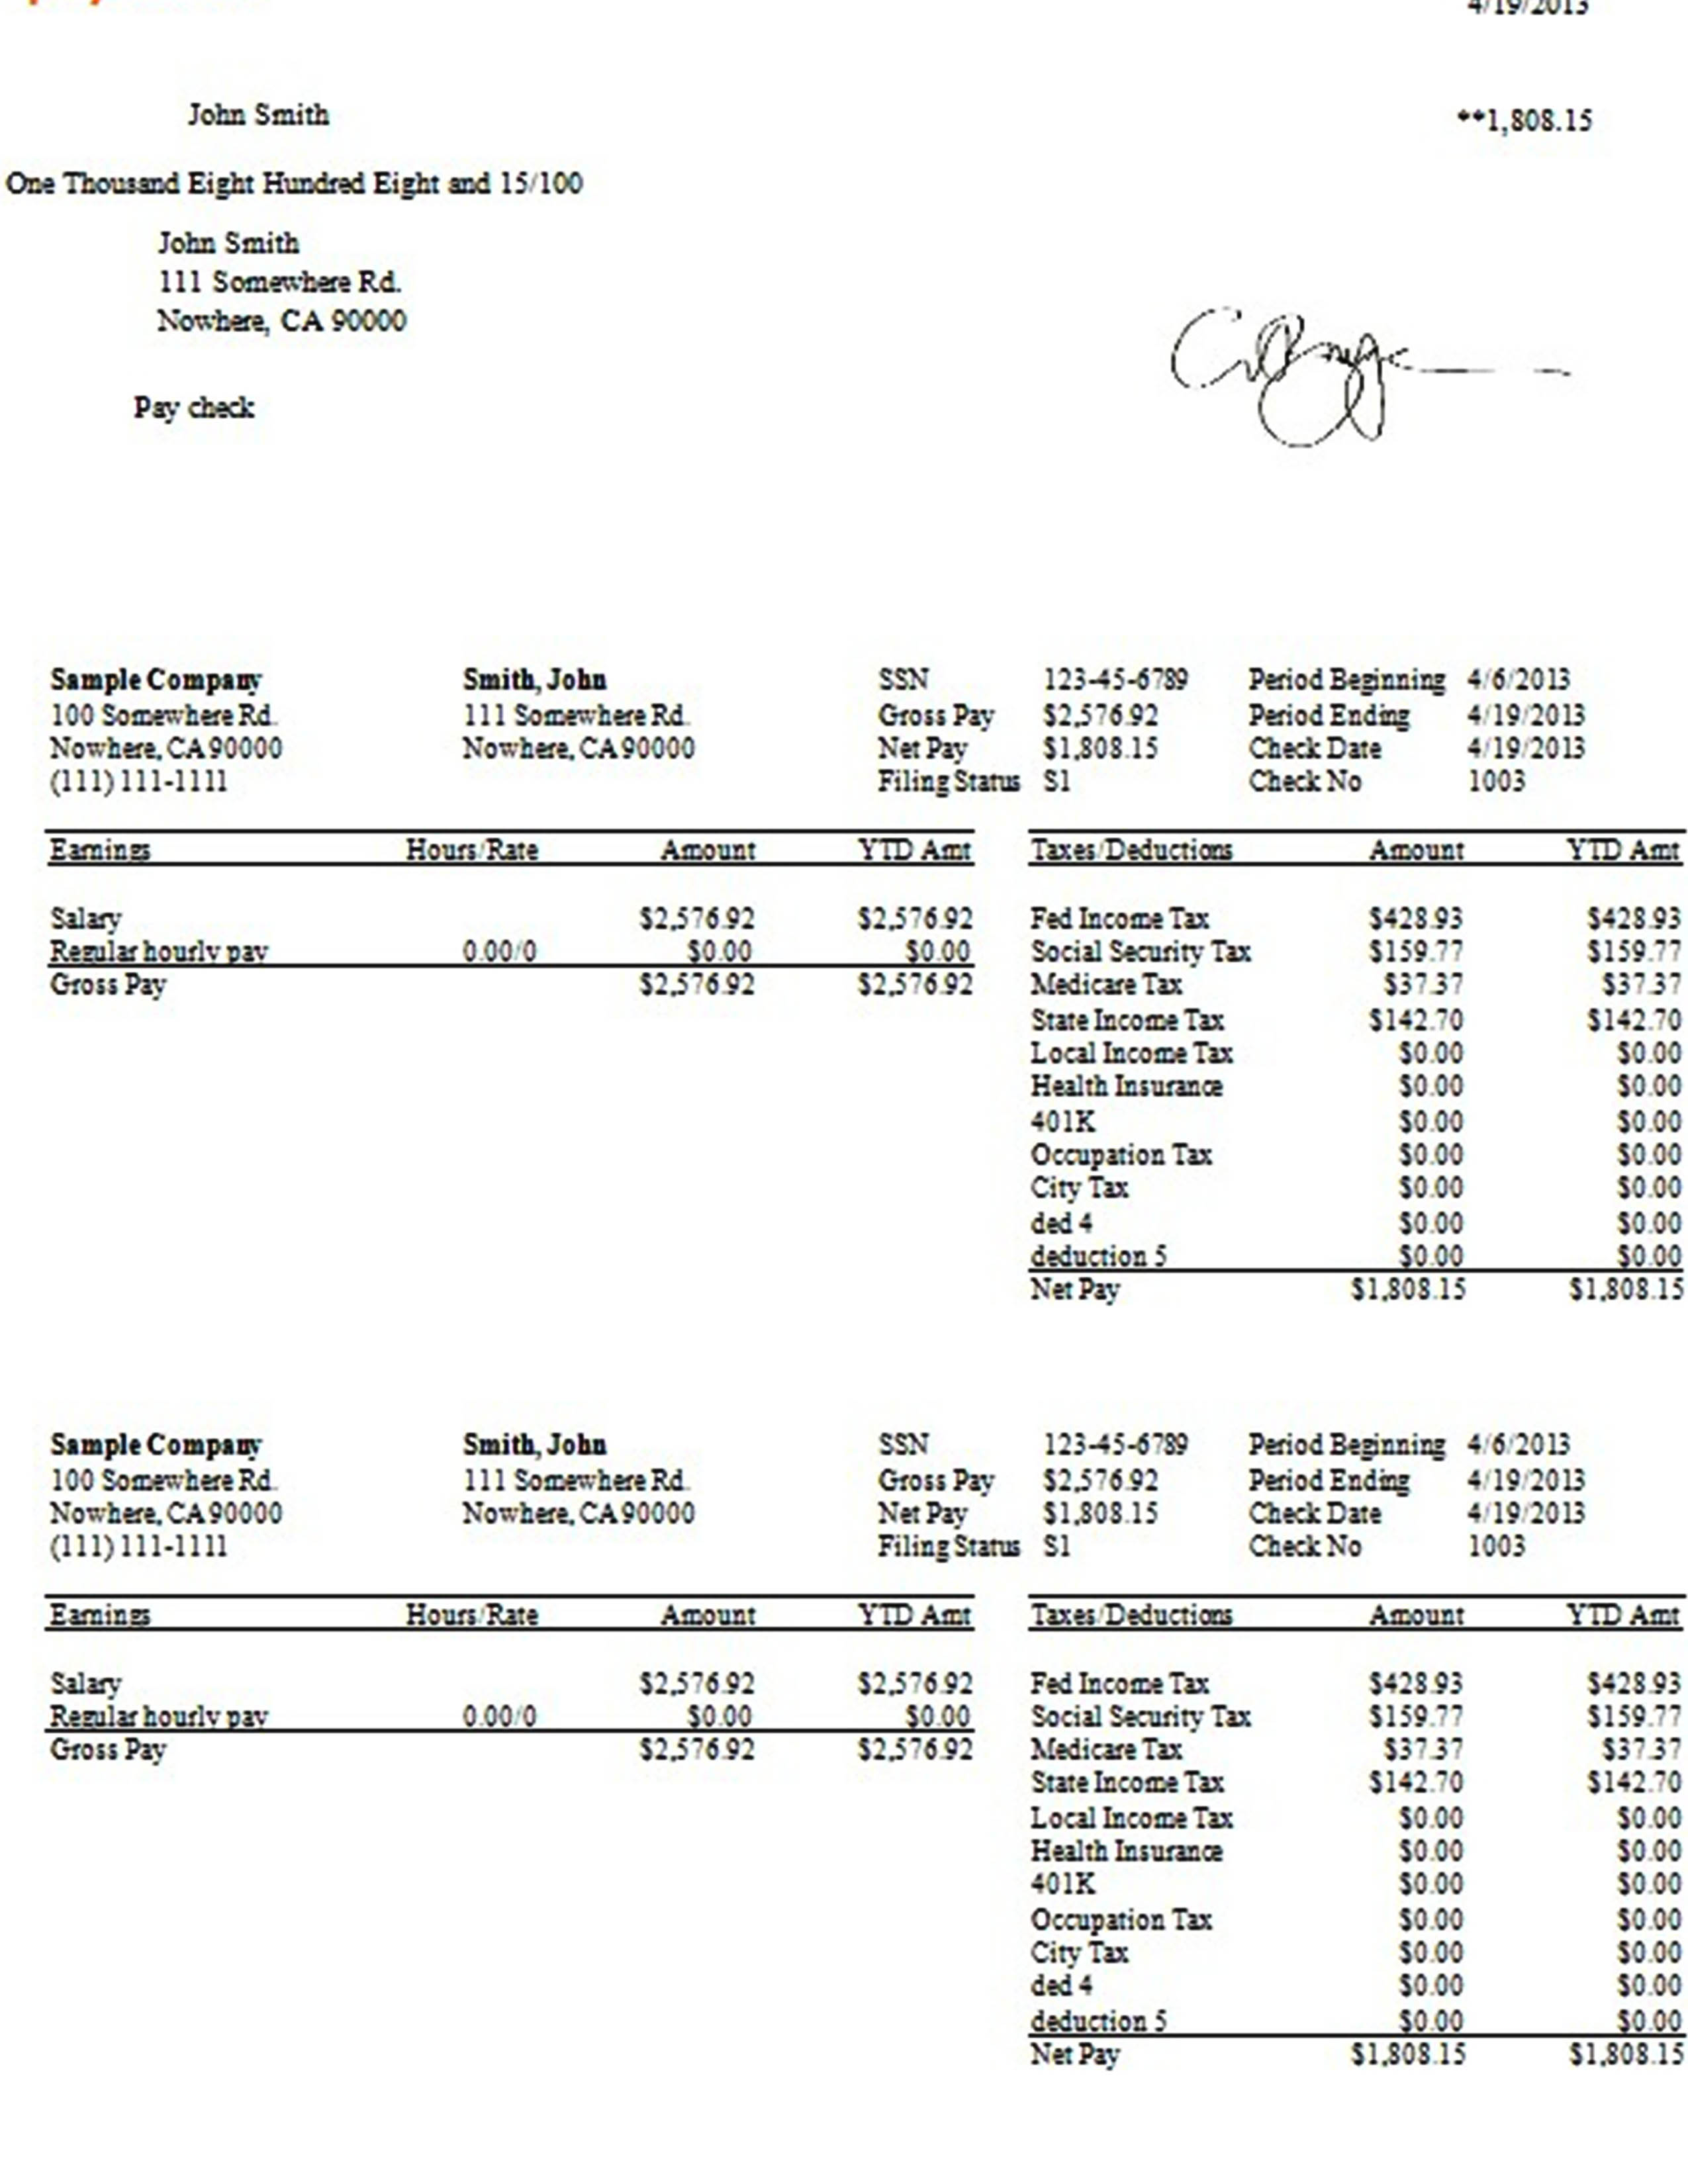 4/19/2013
John Smith **1,808.15
One Thousand Eight Hundred Eight and 15/100
John Smith
111 Somewhere Rd.
Nowhere, CA 90000
Pay check
Sample Company Smith, John SSN 123-45-6789 Period Beginning 4/6/2013
100 Somewhere Rd. 111 Somewhere Rd. Gross Pay $2,576.92 Period Ending 4/19/2013
Nowhere, CA 90000 Nowhere, CA 90000 Net Pay $1,808.15 Check Date 4/19/2013
(111) 111-1111 Filing Status S1 Check No 1003
Earnings Hours/Rate Amount YTD Amt Taxes/Deductions Amount YTD Amt
Salary $2,576.92 $2,576.92 Fed Income Tax $428.93 $428.93
Regular hourly pay 0.00/0 $0.00 $0.00 Social Security Tax $159.77 $159.77
Gross Pay $2,576.92 $2,576.92 Medicare Tax $37.37 $37.37
State Income Tax $142.70 $142.70
Local Income Tax $0.00 $0.00
Health Insurance $0.00 $0.00
401K $0.00 $0.00
Occupation Tax $0.00 $0.00
City Tax $0.00 $0.00
ded 4 $0.00 $0.00
deduction 5 $0.00 $0.00
Net Pay $1,808.15 $1,808.15
Sample Company Smith, John SSN 123-45-6789 Period Beginning 4/6/2013
100 Somewhere Rd. 111 Somewhere Rd. Gross Pay $2,576.92 Period Ending 4/19/2013
Nowhere, CA 90000 Nowhere, CA 90000 Net Pay $1,808.15 Check Date 4/19/2013
(111) 111-1111 Filing Status S1 Check No 1003
Earnings Hours/Rate Amount YTD Amt Taxes/Deductions Amount YTD Amt
Salary $2,576.92 $2,576.92 Fed Income Tax $428.93 $428.93
Regular hourly pay 0.00/0 $0.00 $0.00 Social Security Tax $159.77 $159.77
Gross Pay $2,576.92 $2,576.92 Medicare Tax $37.37 $37.37
State Income Tax $142.70 $142.70
Local Income Tax $0.00 $0.00
Health Insurance $0.00 $0.00
401K $0.00 $0.00
Occupation Tax $0.00 $0.00
City Tax $0.00 $0.00
ded 4 $0.00 $0.00
deduction 5 $0.00 $0.00
Net Pay $1,808.15 $1,808.15